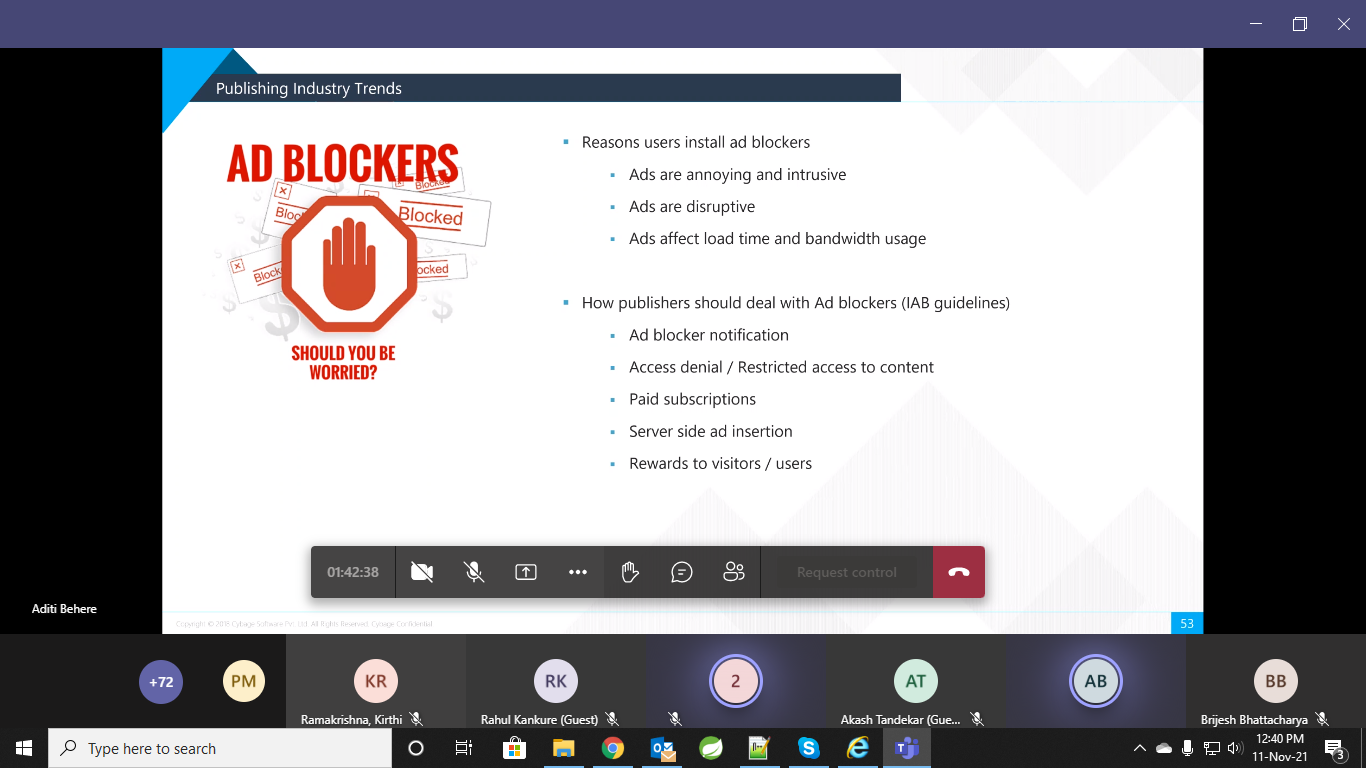 Publishing Industry Trends
AD BLOCKERS
Blocked
Blocked
Block
Block
ocked
SHOULD YOU BE
WORRIED?
Reasons users install ad blockers
Ads are annoying and intrusive
Ads are disruptive
Ads affect load time and bandwidth usage
How publishers should deal with Ad blockers (IAB guidelines)
Ad blocker notification
Access denial / Restricted access to content
Paid subscriptions
Server side ad insertion
Rewards to visitors / users
01:42:38
Request control
Aditi Behere
Copyright © 2016 Cybage Software Pvt. Ltd. All Rights Reserved. Cybage Confidential.
53
+72
PM
KR
RK
2
AT
AB
BB
Ramakrishna, Kirthi
Rahul Kankure (Guest)
Akash Tandekar (Gue...
Brijesh Bhattacharya
Type here to search
12:40 PM
11-Nov-21
3